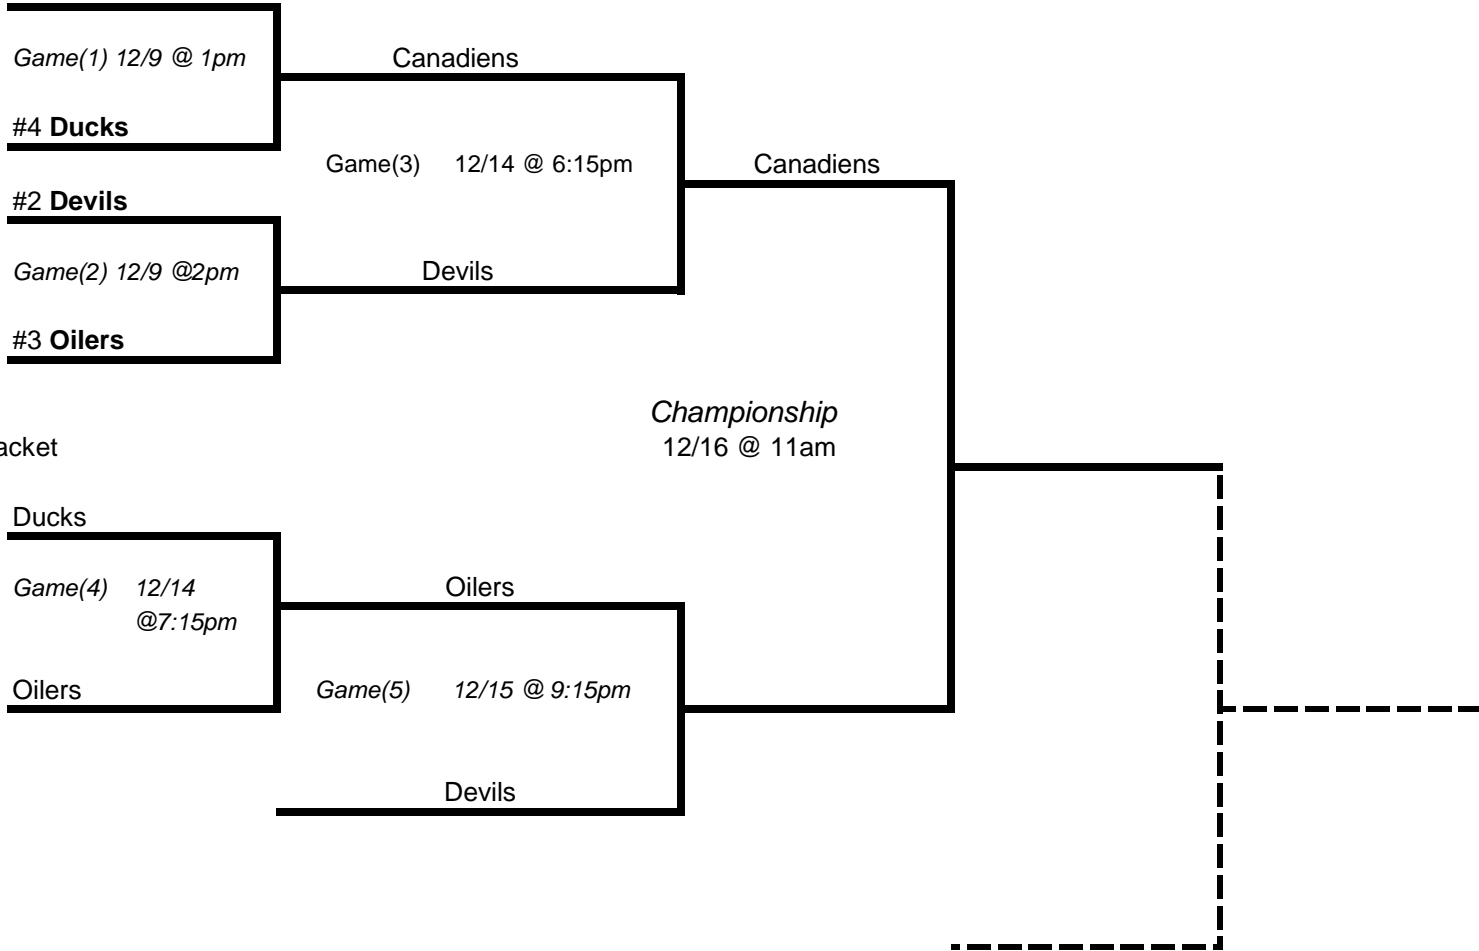 Game(1) 12/9 @ 1pm
Canadiens
#4 Ducks
Game(3) 12/14 @ 6:15pm
Canadiens
#2 Devils
Game(2) 12/9 @2pm
Devils
#3 Oilers
Championship
12/16 @ 11am
acket
Ducks
Game(4) 12/14
@7:15pm
Oilers
Oilers
Game(5) 12/15 @ 9:15pm
Devils